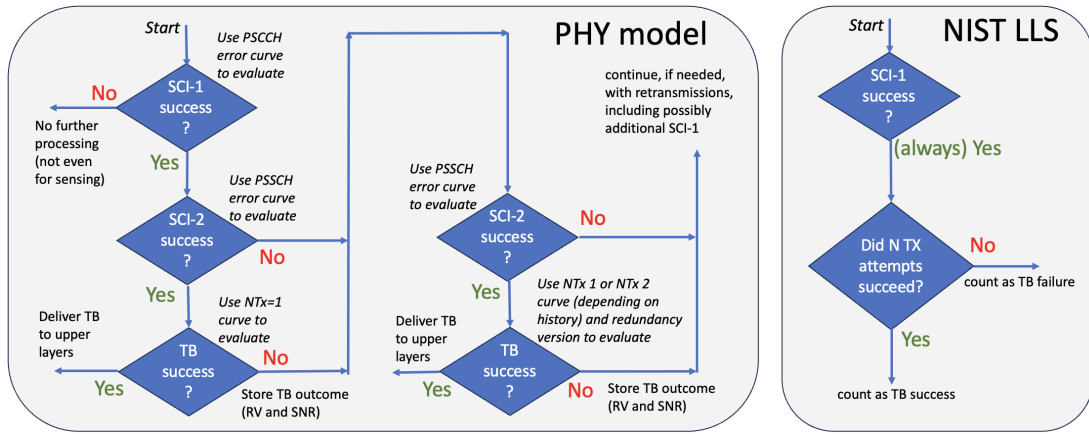 PHY model
Start
Use PSCCH
error curve
to evaluate
SCI-1
success
?
No
No further
processing
(not even
for sensing)
Yes
Use PSSCH
error curve
to evaluate
SCI-2
success
?
No
Yes
Use NTx=1
curve to
evaluate
Deliver TB
to upper
layers
TB
success
?
No
Yes
Store TB outcome
(RV and SNR)
Use PSSCH
error curve
to evaluate
SCI-2
success
?
No
Yes
Use NTx 1 or NTx 2
curve (depending on
history) and redundancy
version to evaluate
Deliver TB
to upper
layers
TB
success
?
Yes
No
Store TB outcome
(RV and SNR)
continue, if needed,
with retransmissions,
including possibly
additional SCI-1
NIST LLS
Start
SCI-1
success
?
(always) Yes
Did N TX
attempts
succeed?
No
count as TB failure
Yes
count as TB success